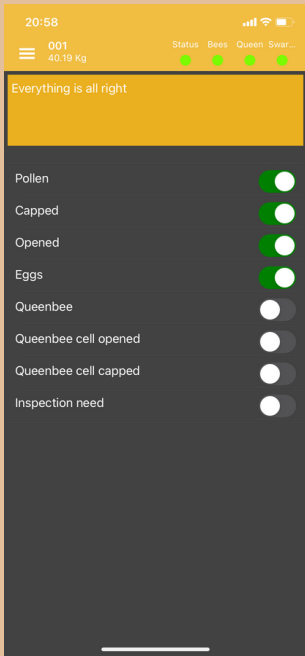 20:58
001
40.19 Kg
Status Bees Queen Swar...
Everything is all right
Pollen
Capped
Opened
Eggs
Queenbee
Queenbee cell opened
Queenbee cell capped
Inspection need